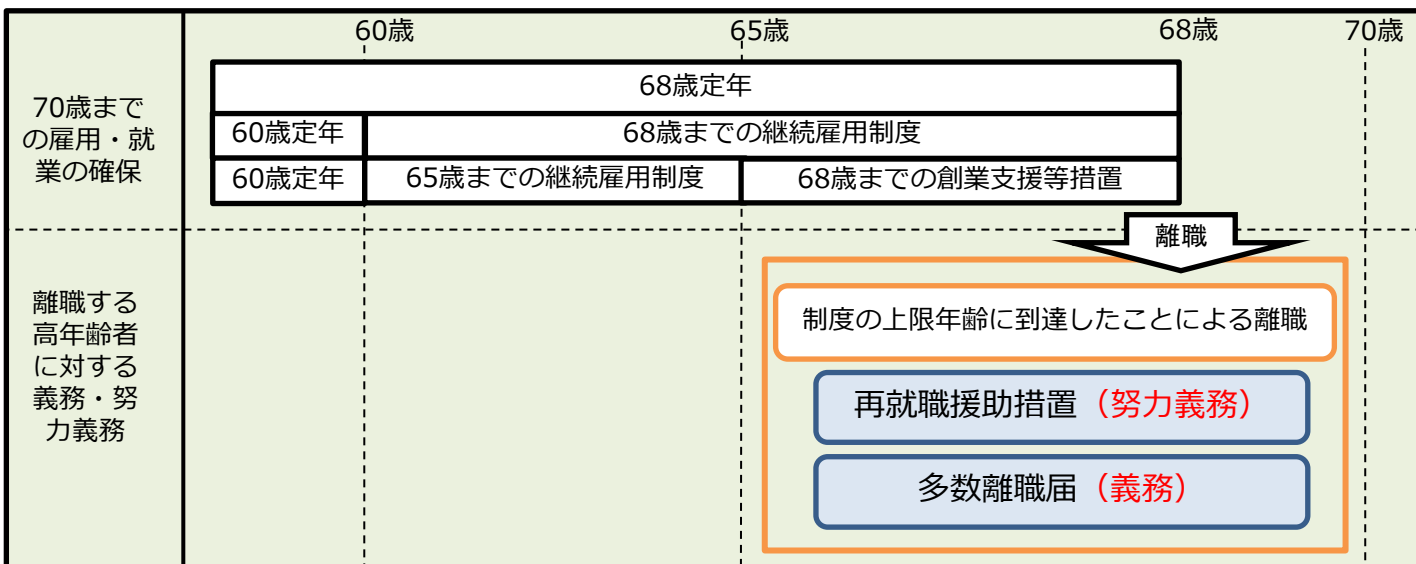 60歳
65歳
68歳
70歳
70歳まで
の雇用・就
業の確保
68歳定年
60歳定年
68歳までの継続雇用制度
60歳定年
65歳までの継続雇用制度
68歳までの創業支援等措置
離職
離職する
高年齢者
に対する
義務・努
力義務
制度の上限年齢に到達したことによる離職
再就職援助措置（努力義務）
多数離職届（義務）